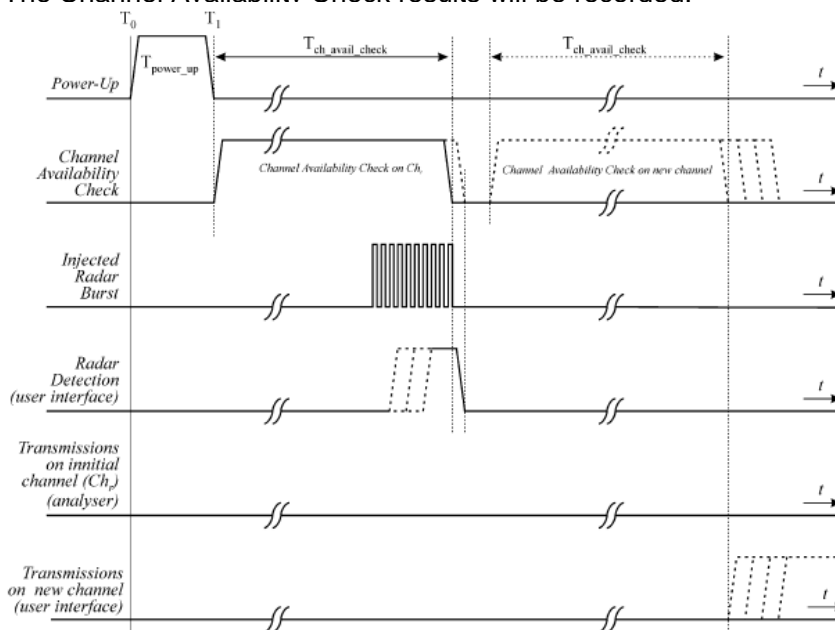 The Channel Availability Check results will be recorded.
T0 T1
Tpower_up
Tch_avail_check
Tch_avail_check
Power-Up
t
Channel
Availability
Check
Channel Availability Check on Chr
Channel Availability Check on new channel
t
Injected
Radar
Burst
t
Radar
Detection
(user interface)
t
Transmissions
on innitial
channel (Chr)
(analyser)
t
Transmissions
on new channel
(user interface)
t